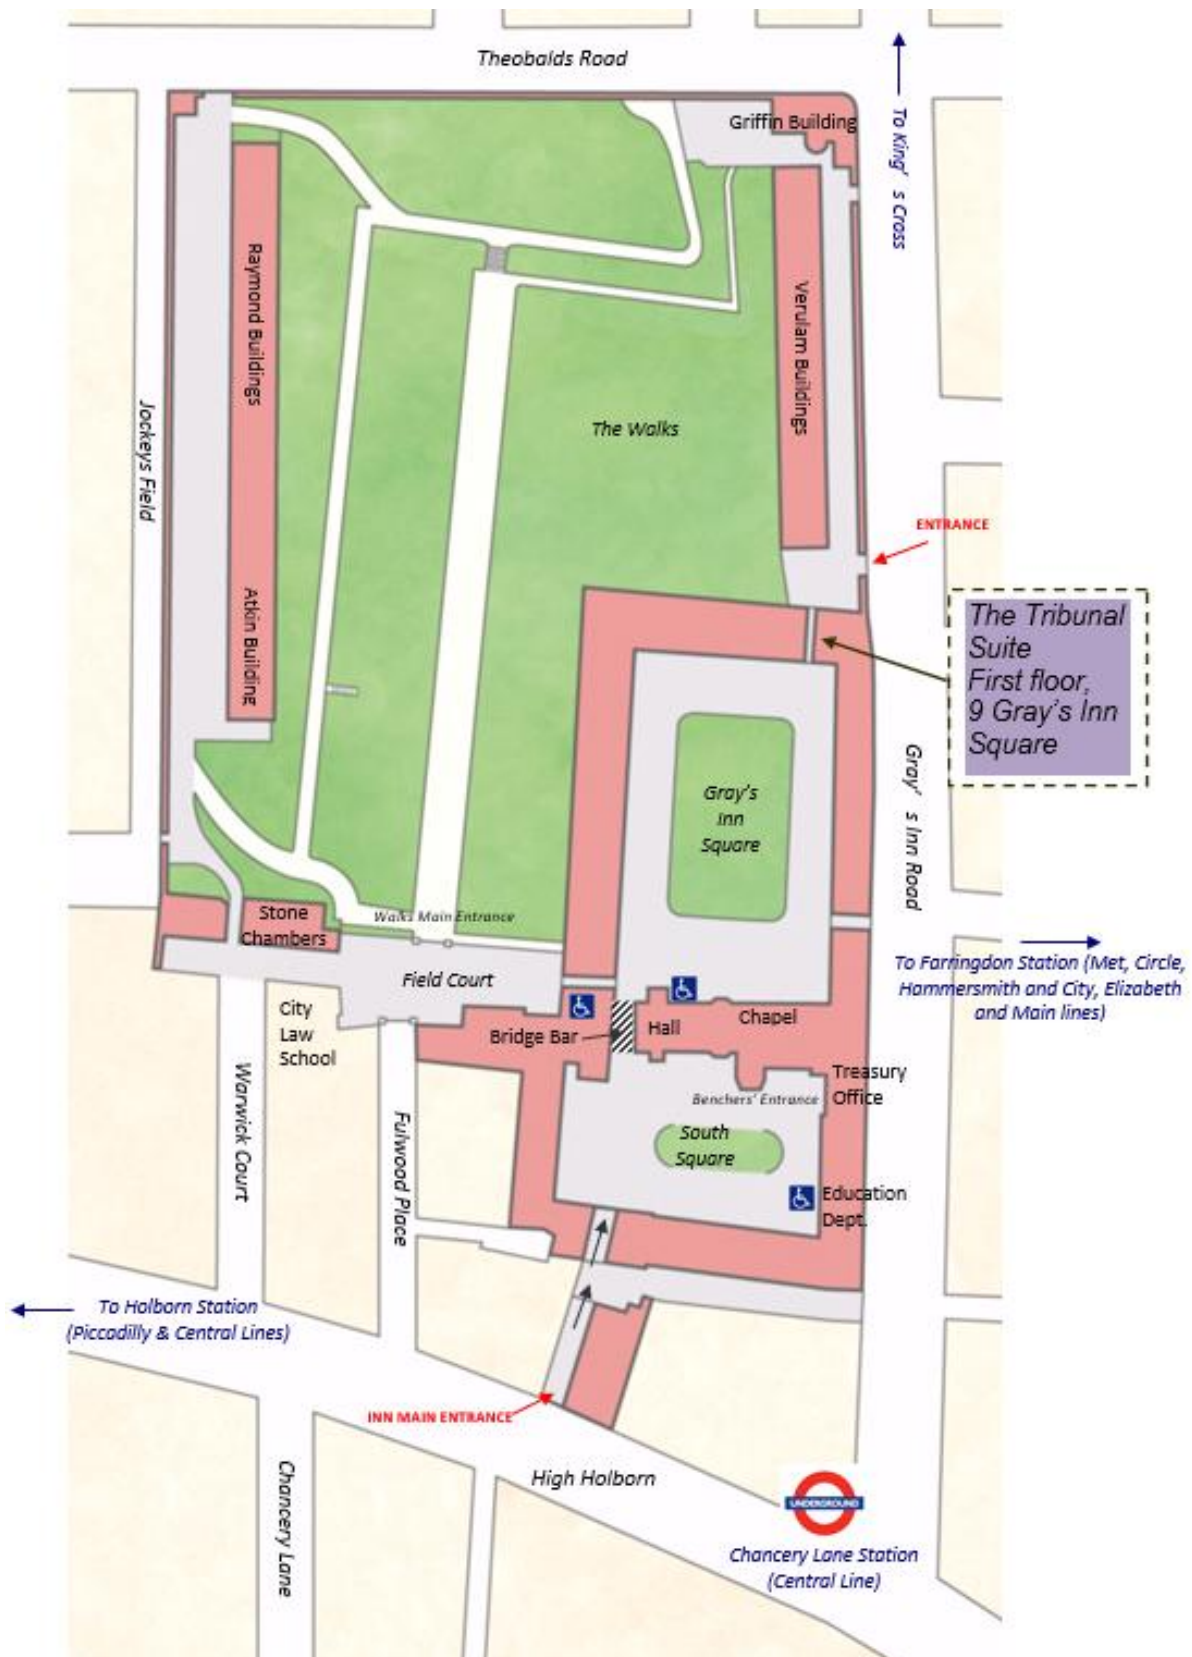 Theobalds Road
Griffin Building
To King' s Cross
Raymond Buildings
Verulam Buildings
Jockeys Field
The Walks
ENTRANCE
Atkin Building
The Tribunal
Suite
First floor,
9 Gray's Inn
Square
Gray's
Inn
Square
Gray' s Inn Road
Stone
Chambers
Walks Main Entrance
Field Court
To Farringdon Station (Met, Circle,
Hammersmith and City, Elizabeth
and Main lines)
City
Law
School
Bridge Bar
Hall
Chapel
Treasury
Office
Benchers' Entrance
Warwick Court
Fulwood Place
South
Square
Education
Dept.
To Holborn Station
(Piccadilly & Central Lines)
INN MAIN ENTRANCE
High Holborn
Chancery Lane
UNDERGROUND
Chancery Lane Station
(Central Line)